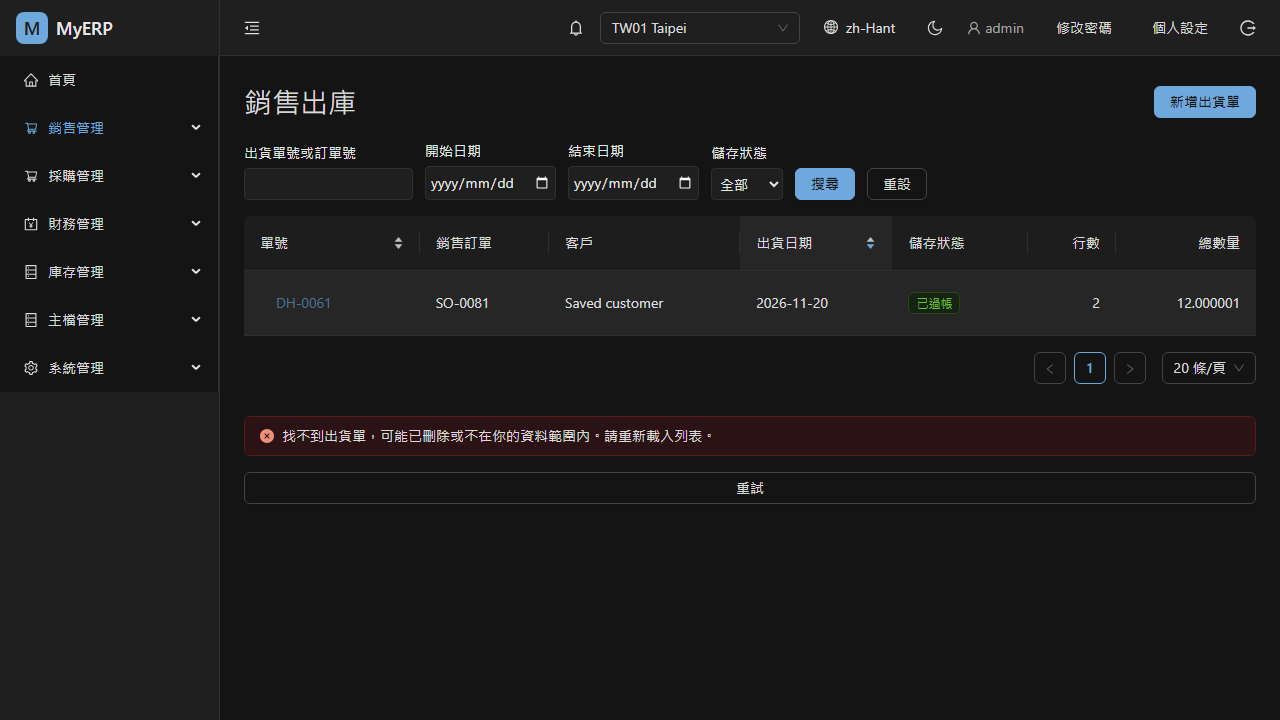 M MyERP
TW01 Taipei
zh-Hant
admin
修改密碼
個人設定
首頁
銷售管理
採購管理
財務管理
庫存管理
主檔管理
系統管理
銷售出庫
新增出貨單
出貨單號或訂單號
開始日期
結束日期
儲存狀態
yyyy/mm/dd
yyyy/mm/dd
全部
搜尋
重設
單號 銷售訂單 客戶 出貨日期 儲存狀態 行數 總數量
DH-0061 SO-0081 Saved customer 2026-11-20 已過帳 2 12.000001
< 1 > 20 條/頁
找不到出貨單，可能已刪除或不在你的資料範圍內。請重新載入列表。
重試